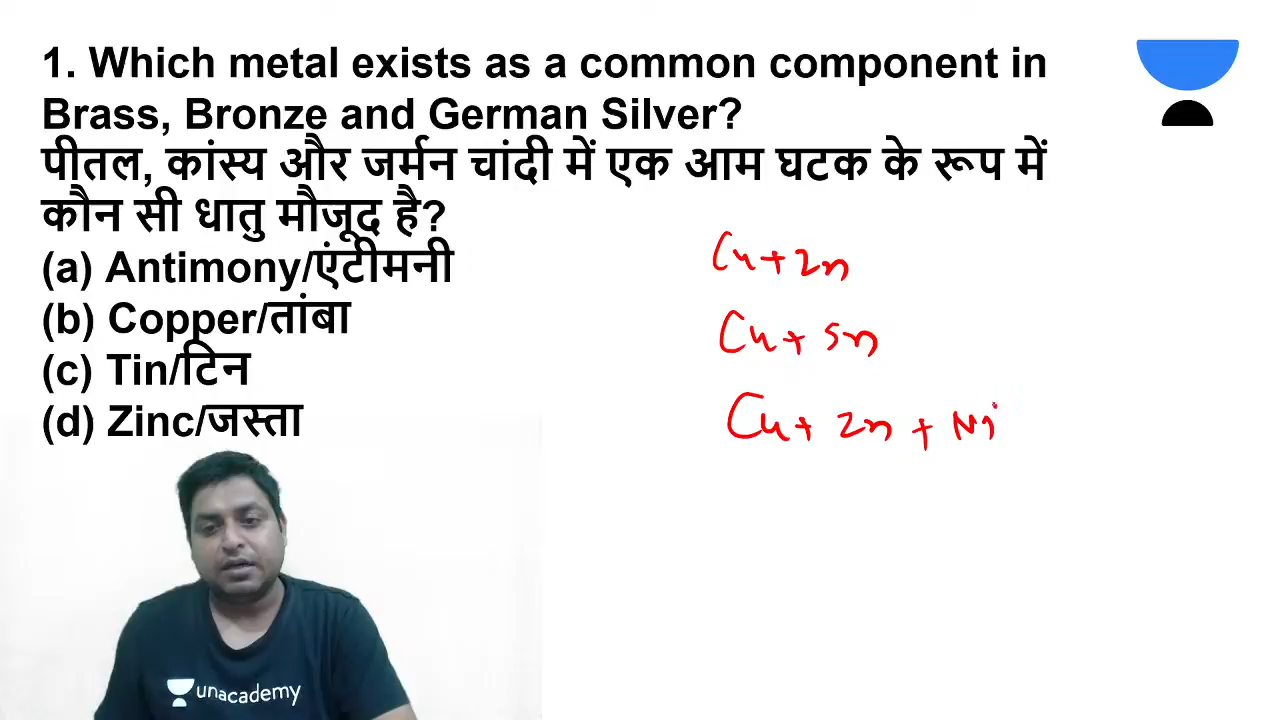 1. Which metal exists as a common component in
Brass, Bronze and German Silver?
पीतल, कांस्य और जर्मन चांदी में एक आम घटक के रूप में
कौन सी धातु मौजूद है?
(a) Antimony/एंटीमनी
(b) Copper/तांबा
(c) Tin/टिन
(d) Zinc/जस्ता
Cu + Zn
Cu + Sn
Cu + Zn + Ni
unacademy